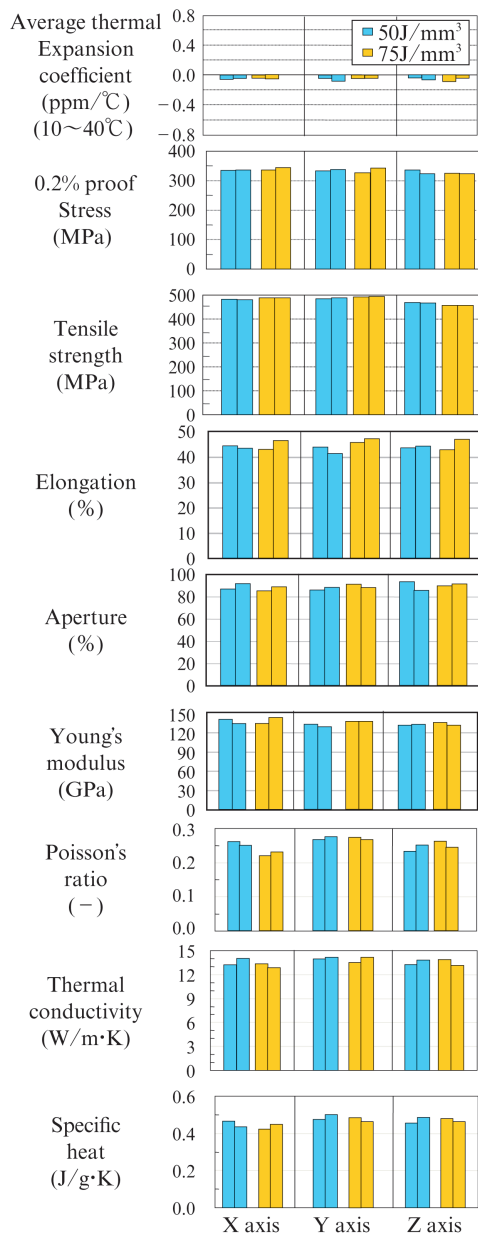 Average thermal
Expansion
coefficient
(ppm/℃)
(10～40℃)
0.8
0.4
0.0
－0.4
－0.8
50J/mm³
75J/mm³
0.2% proof
Stress
(MPa)
400
300
200
100
0
Tensile
strength
(MPa)
500
400
300
200
100
0
Elongation
(%)
50
40
30
20
10
0
Aperture
(%)
100
80
60
40
20
0
Young's
modulus
(GPa)
150
120
90
60
30
0
Poisson's
ratio
(－)
0.3
0.2
0.1
0.0
Thermal
conductivity
(W/m·K)
15
12
9
6
3
0
Specific
heat
(J/g·K)
0.6
0.4
0.2
0.0
X axis Y axis Z axis